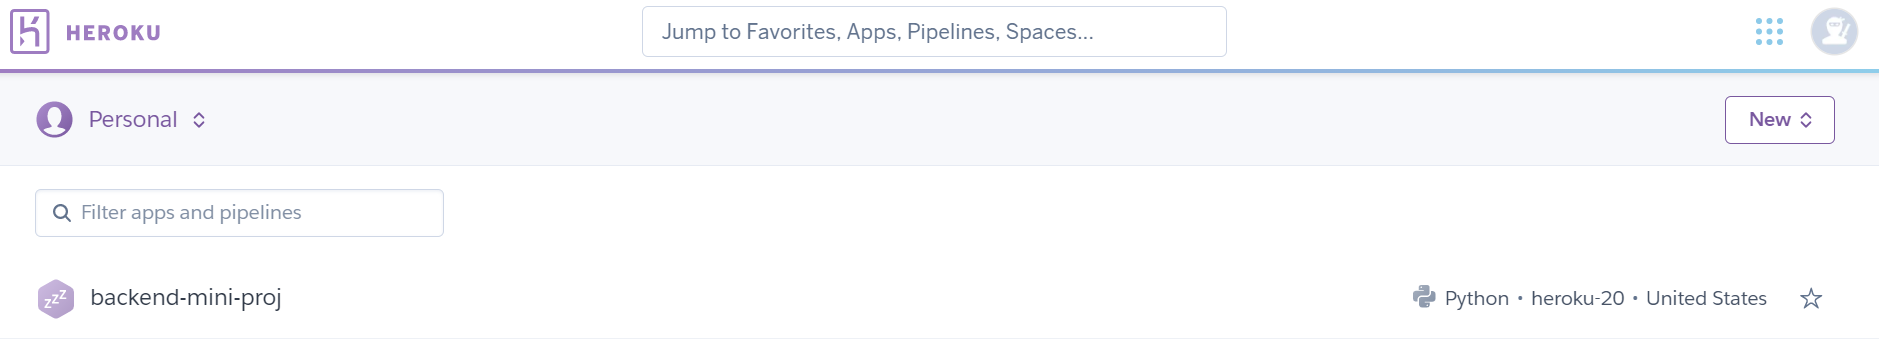 HEROKU
Jump to Favorites, Apps, Pipelines, Spaces...
Personal
New
Filter apps and pipelines
zzZ backend-mini-proj
Python • heroku-20 • United States